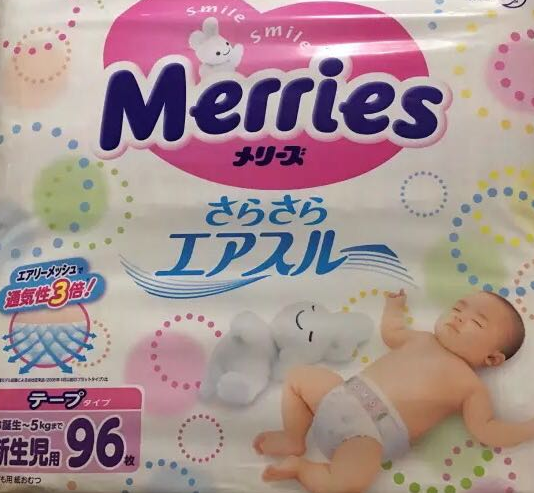 Smile Smile
Merries
メリーズ
さらさら
エアスルー
エアリーメッシュで
通気性3倍!
テープタイプ
お誕生~5kgまで
新生児用 96枚